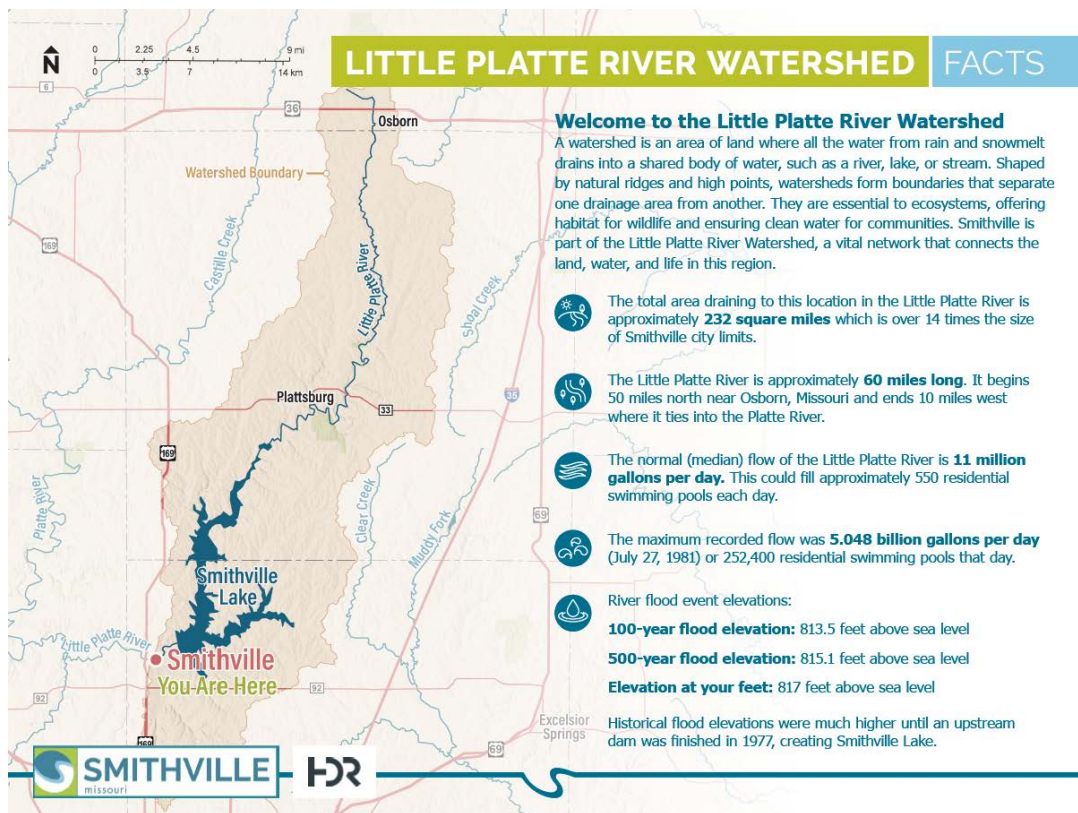 N
0 2.25 4.5 9 mi
0 3.5 7 14 km
LITTLE PLATTE RIVER WATERSHED FACTS
6
36
Osborn
Watershed Boundary
169
Castille Creek
Little Platte River
Shoal Creek
35
Plattsburg
33
169
Platte River
Clear Creek
Muddy Fork
69
Smithville
Lake
Little Platte River
Smithville
You Are Here
92
92
169
69
Excelsior
Springs
Welcome to the Little Platte River Watershed
A watershed is an area of land where all the water from rain and snowmelt
drains into a shared body of water, such as a river, lake, or stream. Shaped
by natural ridges and high points, watersheds form boundaries that separate
one drainage area from another. They are essential to ecosystems, offering
habitat for wildlife and ensuring clean water for communities. Smithville is
part of the Little Platte River Watershed, a vital network that connects the
land, water, and life in this region.
The total area draining to this location in the Little Platte River is
approximately 232 square miles which is over 14 times the size
of Smithville city limits.
The Little Platte River is approximately 60 miles long. It begins
50 miles north near Osborn, Missouri and ends 10 miles west
where it ties into the Platte River.
The normal (median) flow of the Little Platte River is 11 million
gallons per day. This could fill approximately 550 residential
swimming pools each day.
The maximum recorded flow was 5.048 billion gallons per day
(July 27, 1981) or 252,400 residential swimming pools that day.
River flood event elevations:
100-year flood elevation: 813.5 feet above sea level
500-year flood elevation: 815.1 feet above sea level
Elevation at your feet: 817 feet above sea level
Historical flood elevations were much higher until an upstream
dam was finished in 1977, creating Smithville Lake.
SMITHVILLE
missouri
HDR